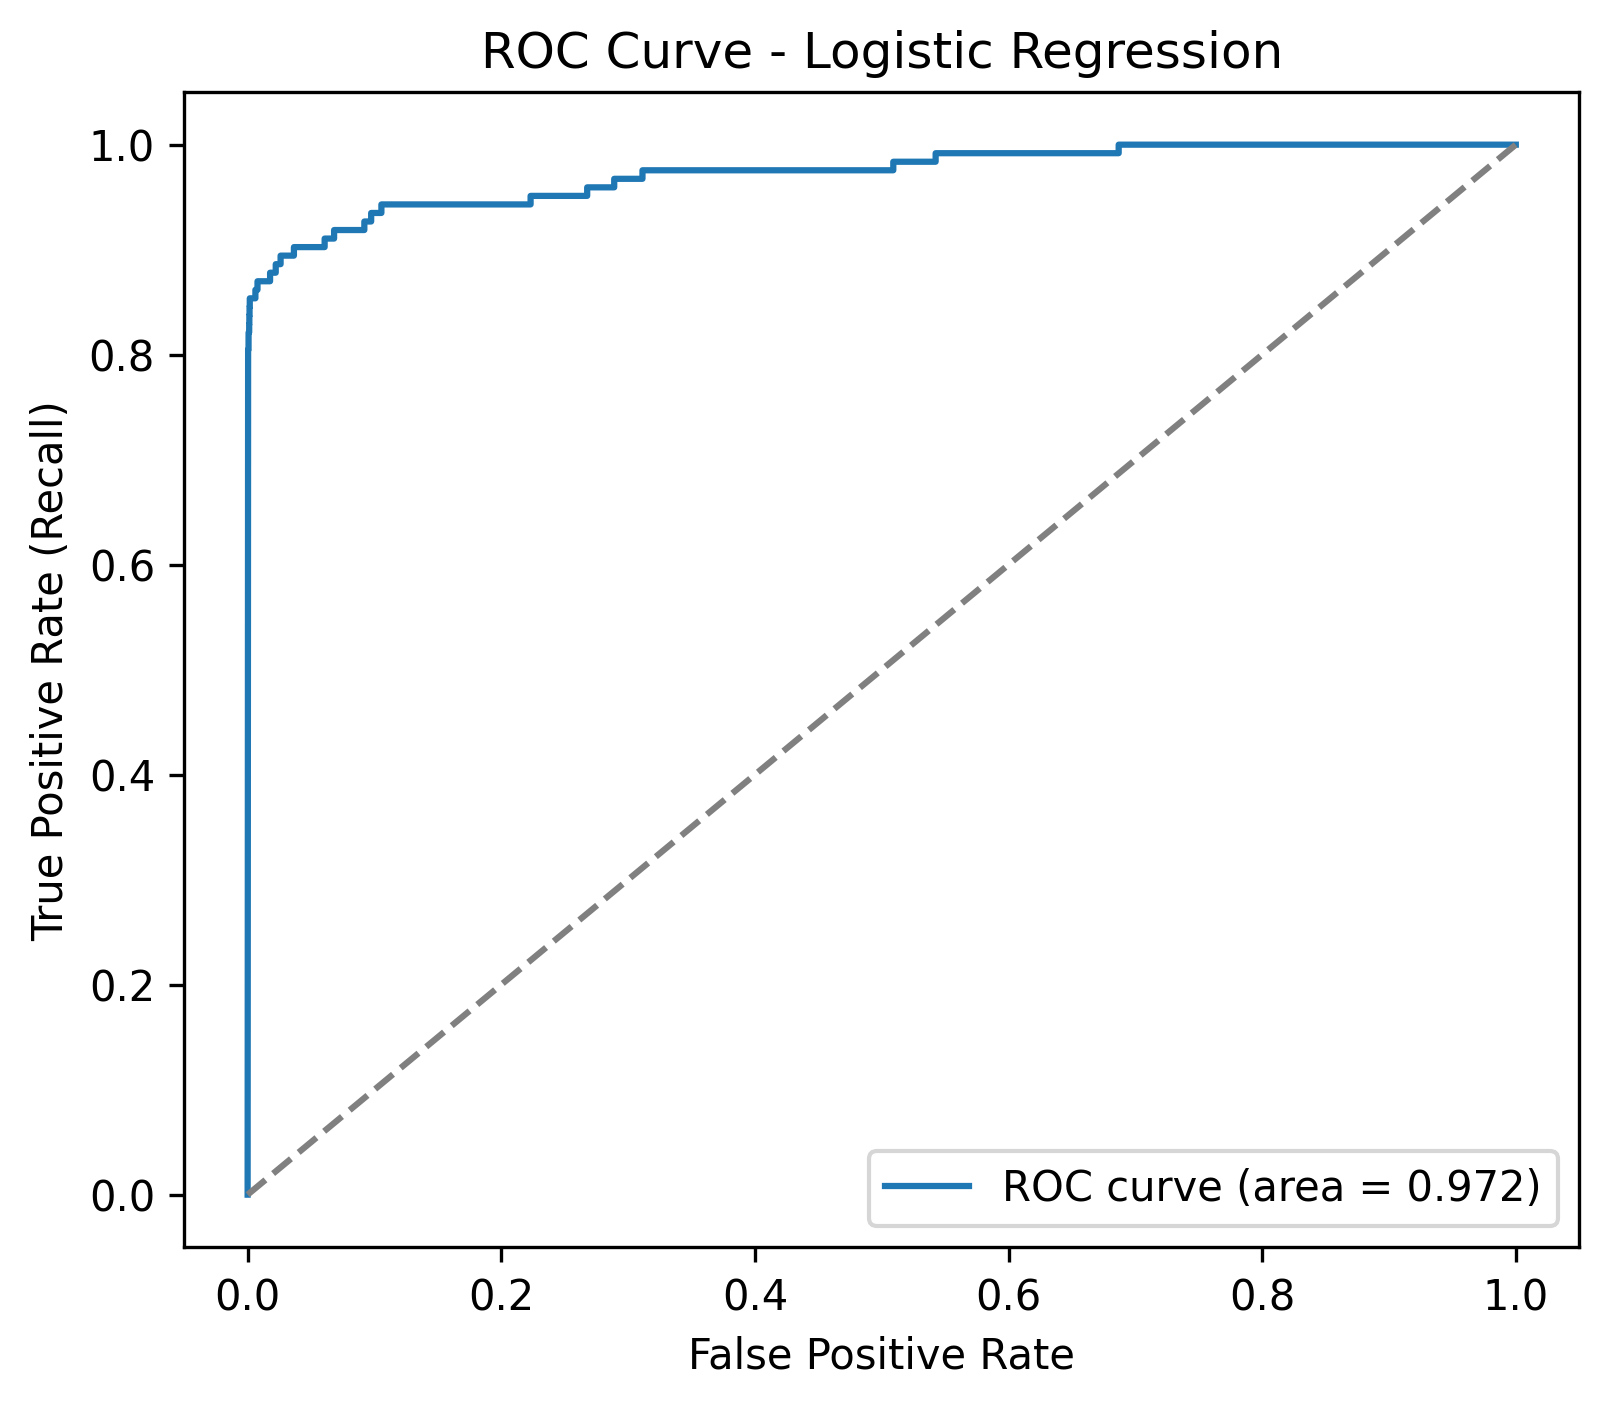 ROC Curve - Logistic Regression
True Positive Rate (Recall)
1.0
0.8
0.6
0.4
0.2
0.0
ROC curve (area = 0.972)
0.0 0.2 0.4 0.6 0.8 1.0
False Positive Rate